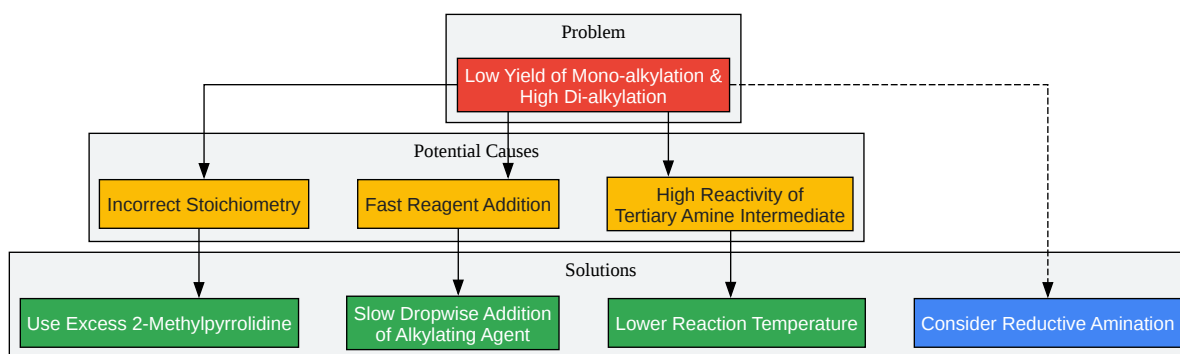 Problem
Low Yield of Mono-alkylation &
High Di-alkylation
Potential Causes
Incorrect Stoichiometry
Fast Reagent Addition
High Reactivity of
Tertiary Amine Intermediate
Solutions
Use Excess 2-Methylpyrrolidine
Slow Dropwise Addition
of Alkylating Agent
Lower Reaction Temperature
Consider Reductive Amination